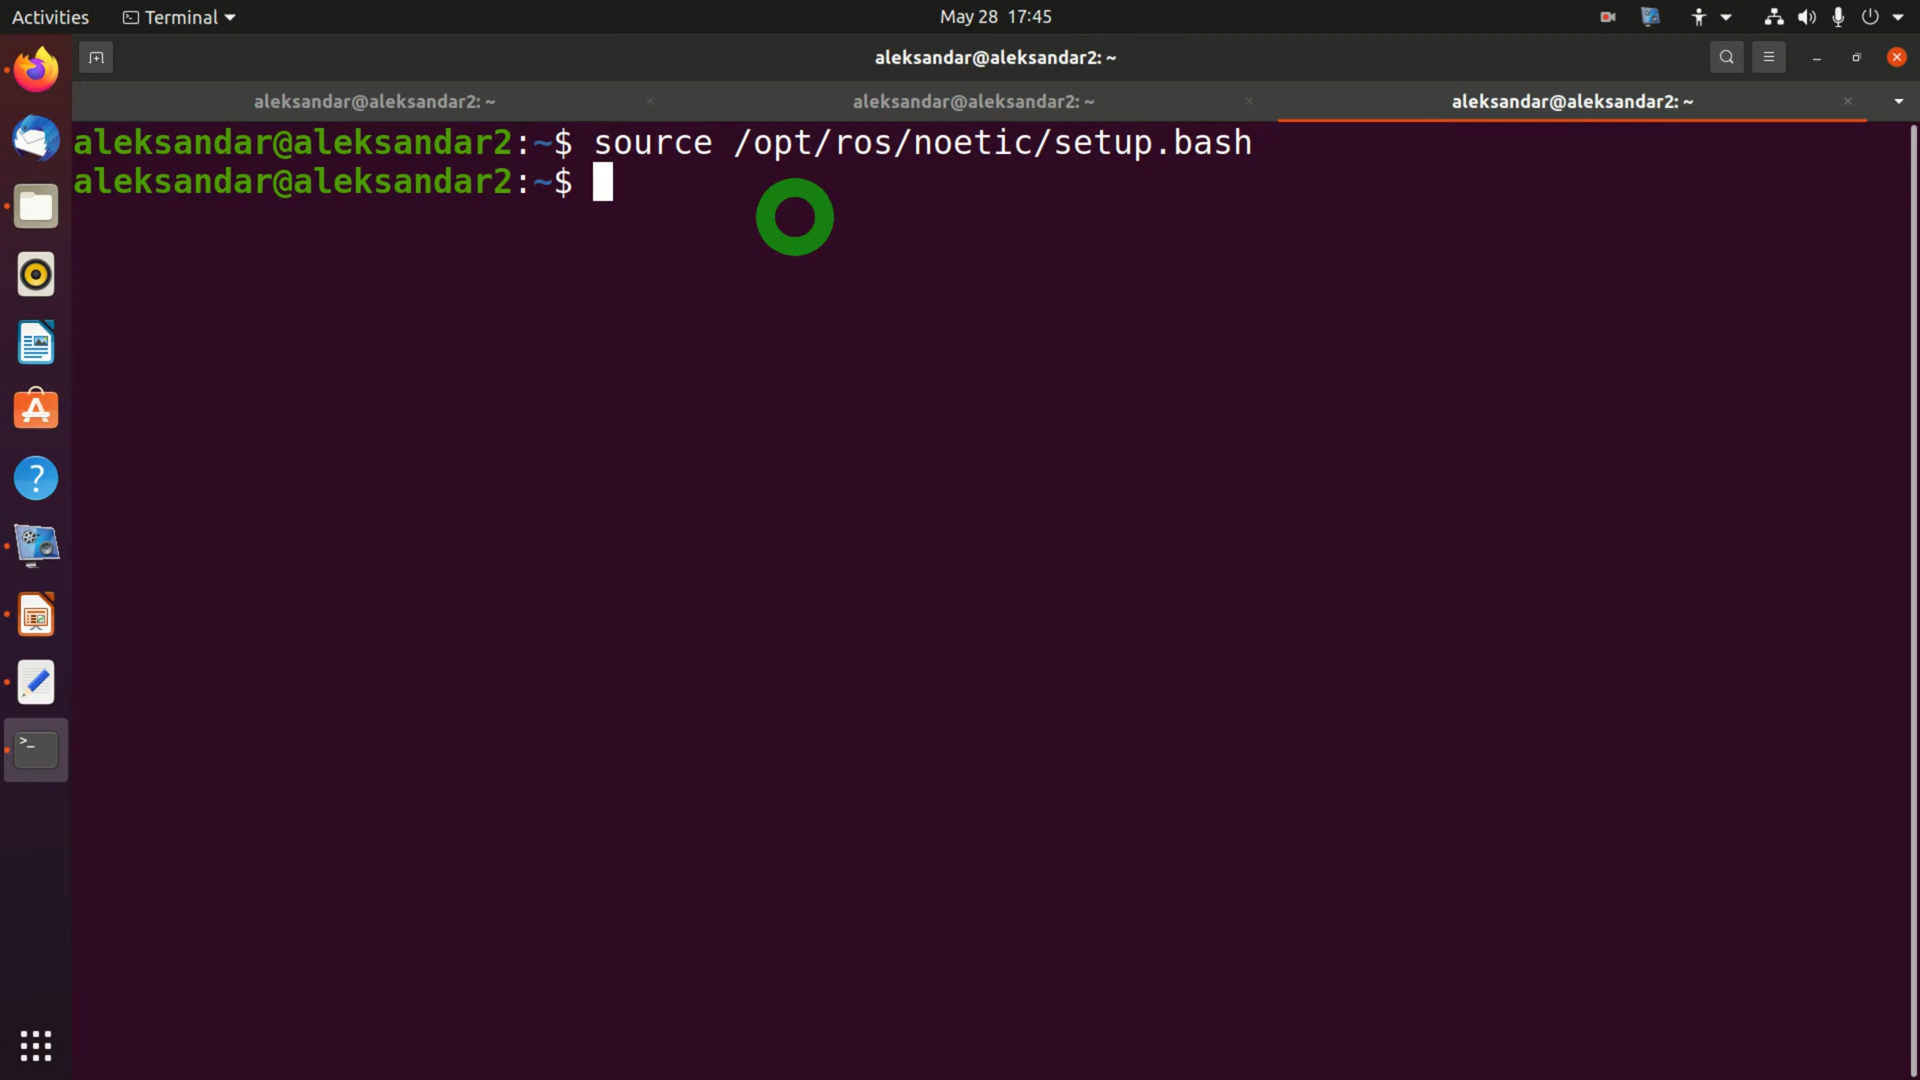 Activities Terminal May 28 17:45
aleksandar@aleksandar2: ~
aleksandar@aleksandar2: ~ aleksandar@aleksandar2: ~ aleksandar@aleksandar2: ~
aleksandar@aleksandar2:~$ source /opt/ros/noetic/setup.bash
aleksandar@aleksandar2:~$